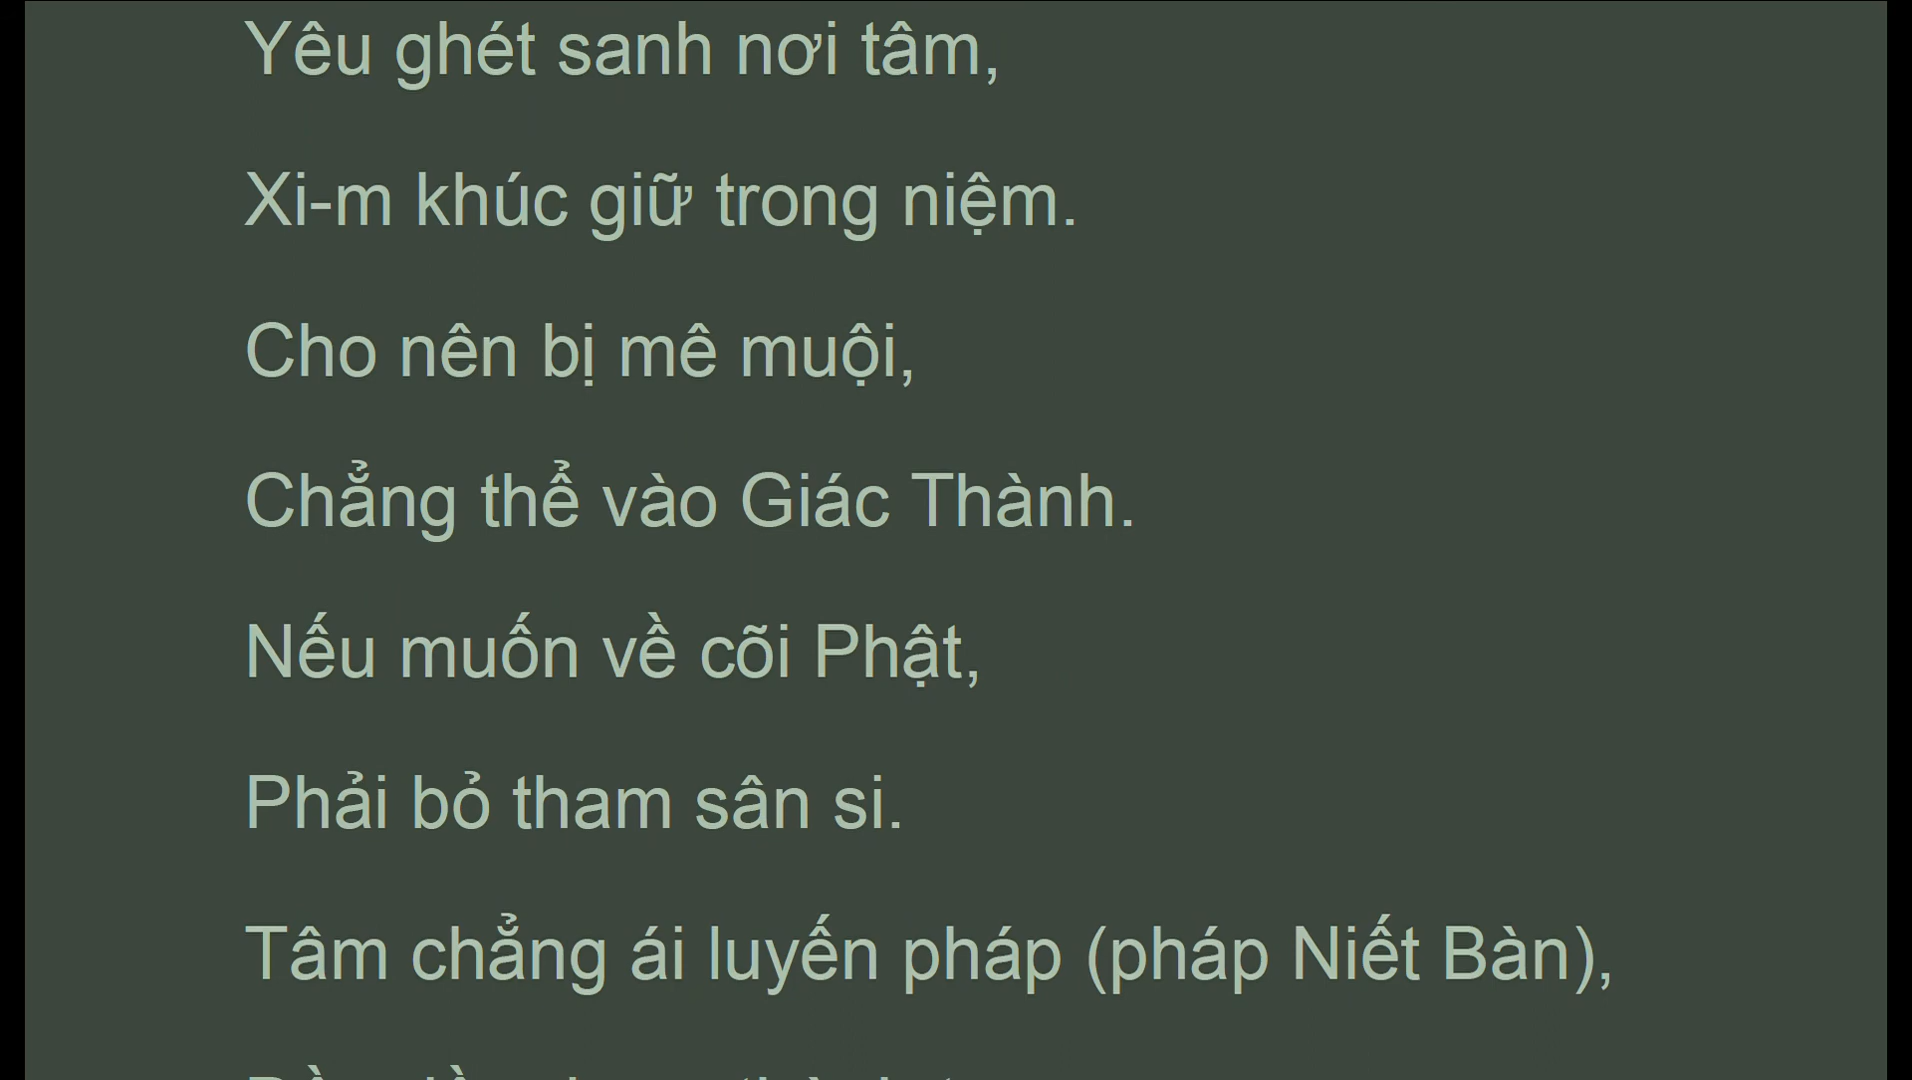 Yêu ghét sanh nơi tâm,
Xi-m khúc giữ trong niệm.
Cho nên bị mê muội,
Chẳng thể vào Giác Thành.
Nếu muốn về cõi Phật,
Phải bỏ tham sân si.
Tâm chẳng ái luyến pháp (pháp Niết Bàn),